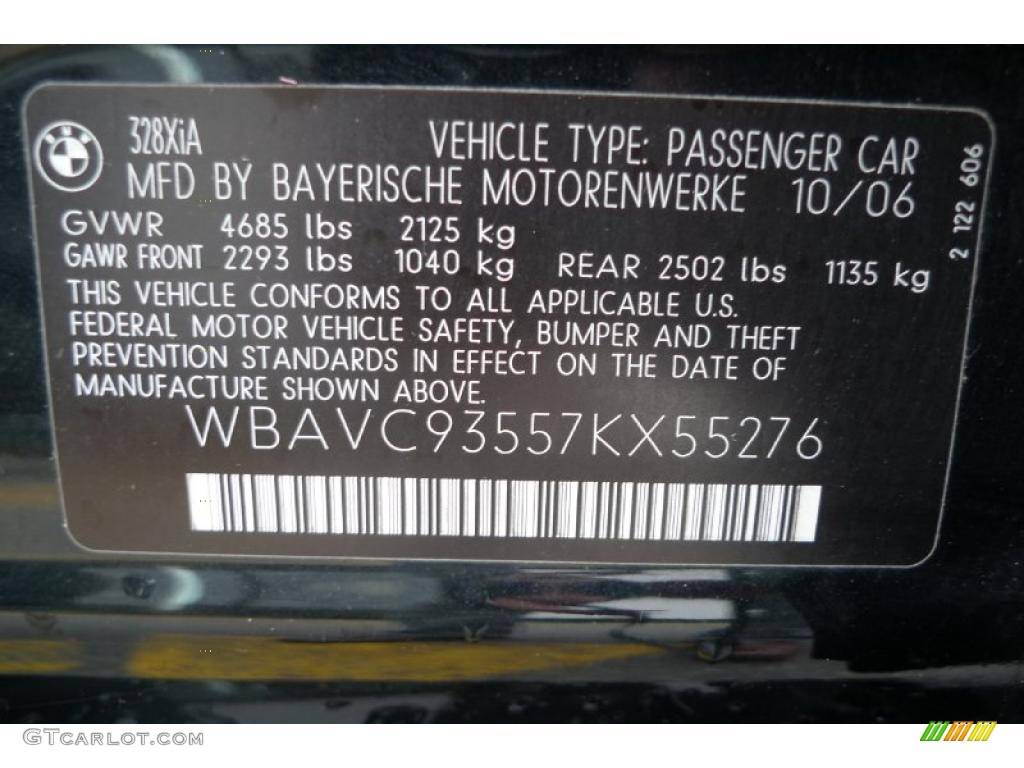 328XiA
VEHICLE TYPE: PASSENGER CAR
MFD BY BAYERISCHE MOTORENWERKE 10/06
GVWR 4685 lbs 2125 kg
GAWR FRONT 2293 lbs 1040 kg REAR 2502 lbs 1135 kg
THIS VEHICLE CONFORMS TO ALL APPLICABLE U.S.
FEDERAL MOTOR VEHICLE SAFETY, BUMPER AND THEFT
PREVENTION STANDARDS IN EFFECT ON THE DATE OF
MANUFACTURE SHOWN ABOVE.
WBAVC93557KX55276
2 122 606
BMW
GTCarLot.com